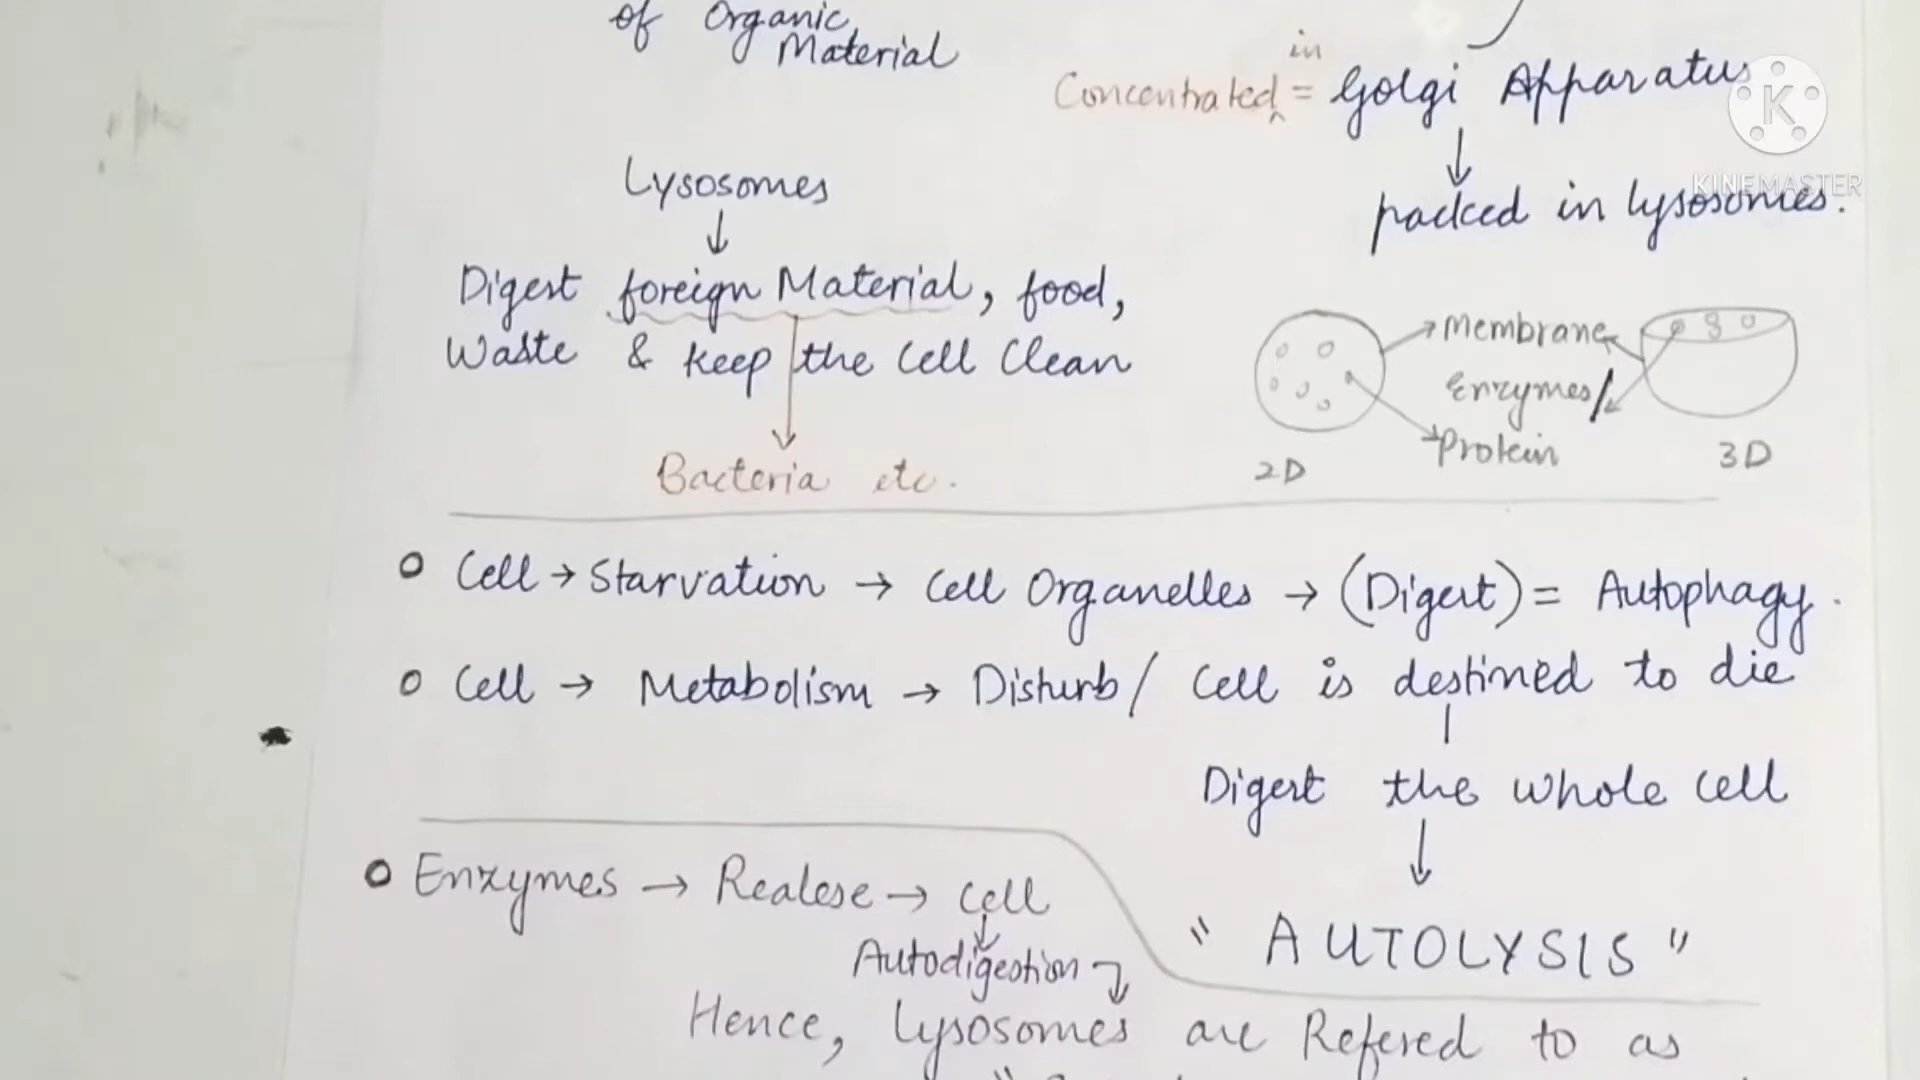 of Organic
Material
in
Concentrated ^ = Golgi Apparatus
packed in lysosomes.
K
KINEMASTER
Lysosomes
Digest foreign Material, food,
Waste & keep the Cell Clean
Bacteria etc.
Membrane
Enzymes/
Protein
2D
3D
Cell → Starvation → Cell Organelles → (Digest) = Autophagy.
Cell → Metabolism → Disturb/ Cell is destined to die
Digest the whole cell
"AUTOLYSIS"
Enzymes → Realese → Cell
Autodigestion
Hence, Lysosomes are Refered to as